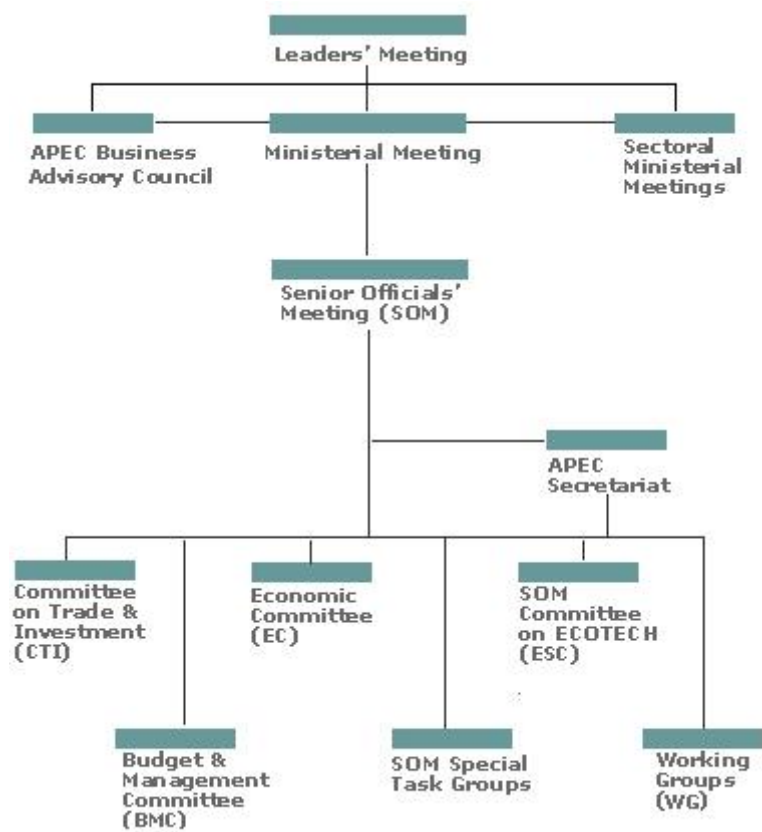 Leaders' Meeting
APEC Business
Advisory Council
Ministerial Meeting
Sectoral
Ministerial
Meetings
Senior Officials'
Meeting (SOM)
APEC
Secretariat
Committee
on Trade &
Investment
(CTI)
Economic
Committee
(EC)
SOM
Committee
on ECOTECH
(ESC)
Budget &
Management
Committee
(BMC)
SOM Special
Task Groups
Working
Groups
(WG)